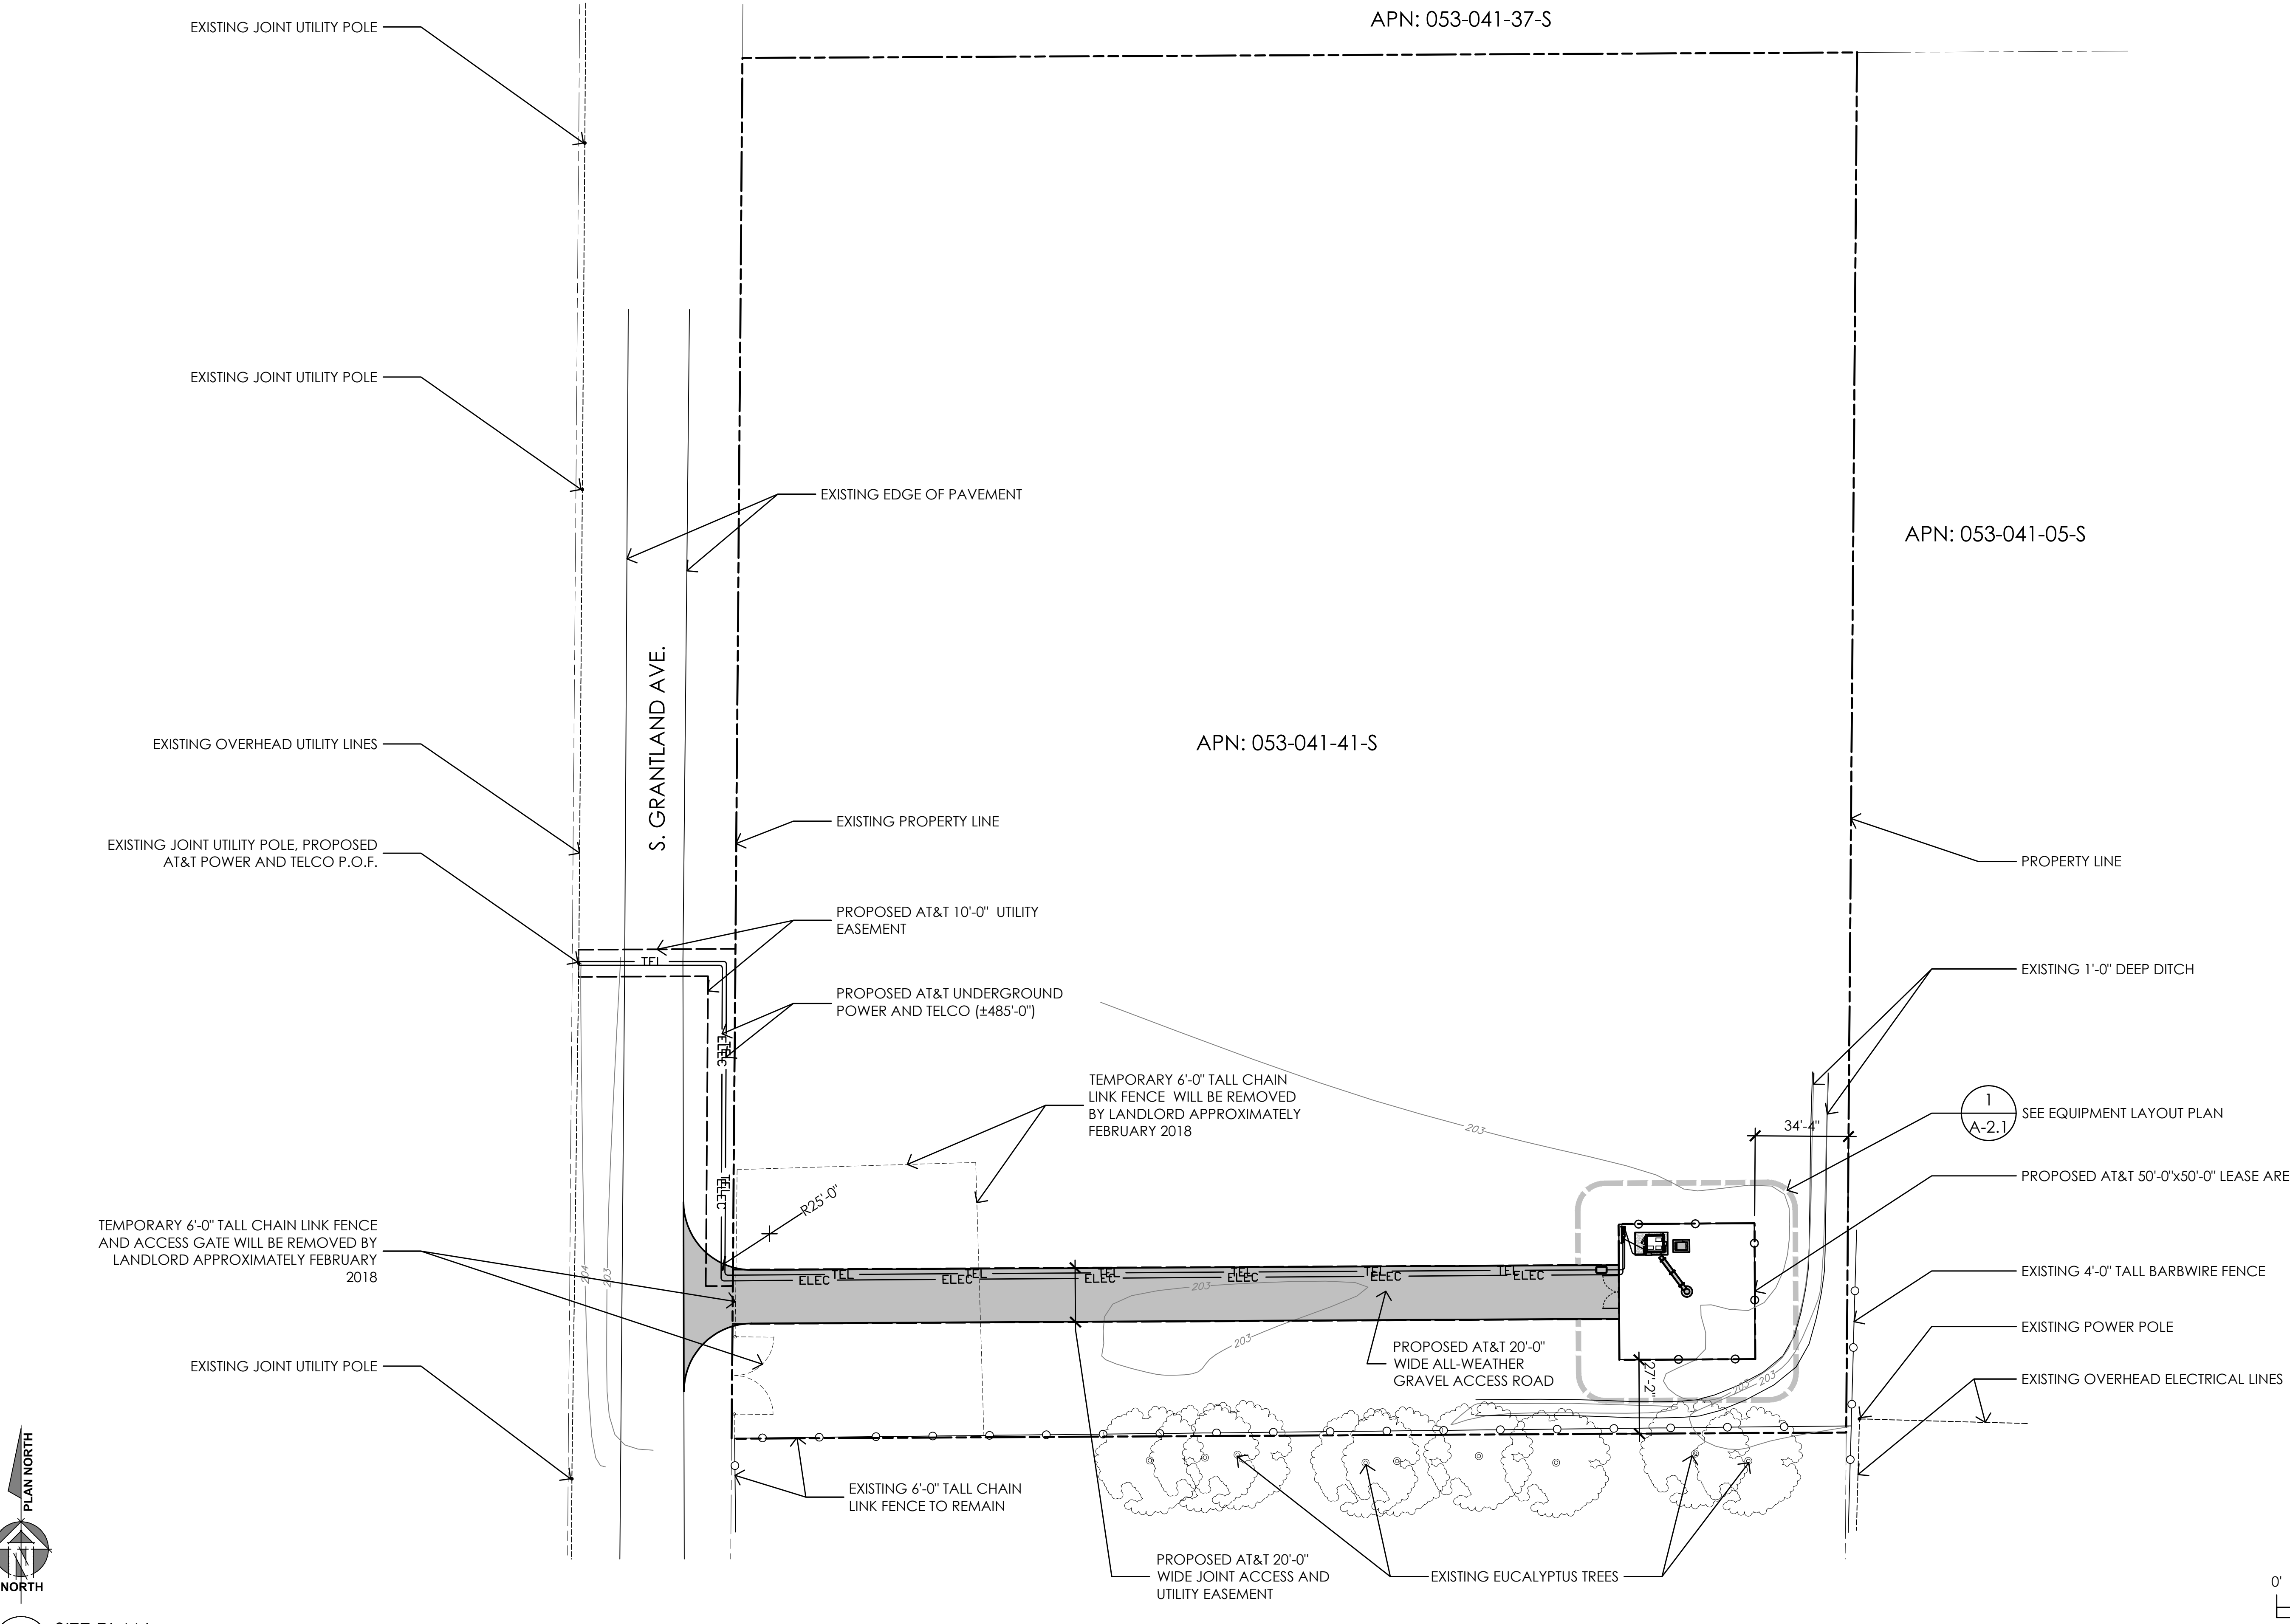 APN: 053-041-37-S
EXISTING JOINT UTILITY POLE
EXISTING JOINT UTILITY POLE
EXISTING EDGE OF PAVEMENT
APN: 053-041-05-S
S. GRANTLAND AVE.
EXISTING OVERHEAD UTILITY LINES
APN: 053-041-41-S
EXISTING PROPERTY LINE
EXISTING JOINT UTILITY POLE, PROPOSED
AT&T POWER AND TELCO P.O.F.
PROPERTY LINE
PROPOSED AT&T 10'-0" UTILITY
EASEMENT
TEL
EXISTING 1'-0" DEEP DITCH
PROPOSED AT&T UNDERGROUND
POWER AND TELCO (±485'-0")
ELEC
TEL
TEMPORARY 6'-0" TALL CHAIN
LINK FENCE WILL BE REMOVED
BY LANDLORD APPROXIMATELY
FEBRUARY 2018
203
1
A-2.1
SEE EQUIPMENT LAYOUT PLAN
34'-4"
PROPOSED AT&T 50'-0"x50'-0" LEASE ARE
ELEC
TEL
R25'-0"
TEMPORARY 6'-0" TALL CHAIN LINK FENCE
AND ACCESS GATE WILL BE REMOVED BY
LANDLORD APPROXIMATELY FEBRUARY
2018
204
203
ELEC TEL ELEC TEL ELEC TEL ELEC TEL ELEC TEL ELEC TEL
203
EXISTING 4'-0" TALL BARBWIRE FENCE
EXISTING POWER POLE
203
PROPOSED AT&T 20'-0"
WIDE ALL-WEATHER
GRAVEL ACCESS ROAD
27'-2"
EXISTING JOINT UTILITY POLE
EXISTING OVERHEAD ELECTRICAL LINES
203
203
EXISTING 6'-0" TALL CHAIN
LINK FENCE TO REMAIN
PLAN NORTH
N
NORTH
PROPOSED AT&T 20'-0"
WIDE JOINT ACCESS AND
UTILITY EASEMENT
EXISTING EUCALYPTUS TREES
0'